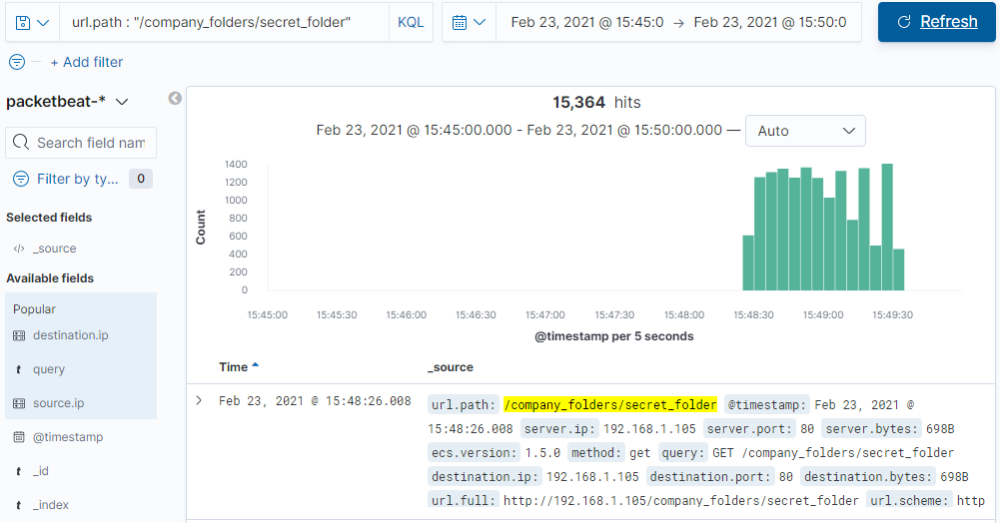 url.path : "/company_folders/secret_folder" KQL Feb 23, 2021 @ 15:45:0 → Feb 23, 2021 @ 15:50:0 Refresh
+ Add filter
packetbeat-*
Search field nam
Filter by ty... 0
Selected fields
_source
Available fields
Popular
destination.ip
query
source.ip
@timestamp
_id
_index
15,364 hits
Feb 23, 2021 @ 15:45:00.000 - Feb 23, 2021 @ 15:50:00.000 — Auto
Count
1400
1200
1000
800
600
400
200
0
15:45:00 15:45:30 15:46:00 15:46:30 15:47:00 15:47:30 15:48:00 15:48:30 15:49:00 15:49:30
@timestamp per 5 seconds
Time _source
Feb 23, 2021 @ 15:48:26.008 url.path: /company_folders/secret_folder @timestamp: Feb 23, 2021 @
15:48:26.008 server.ip: 192.168.1.105 server.port: 80 server.bytes: 698B
ecs.version: 1.5.0 method: get query: GET /company_folders/secret_folder
destination.ip: 192.168.1.105 destination.port: 80 destination.bytes: 698B
url.full: http://192.168.1.105/company_folders/secret_folder url.scheme: http